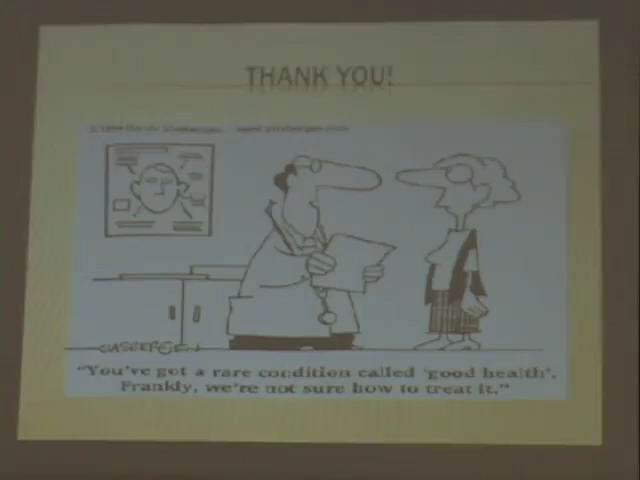 THANK YOU!
GASBERGEN
"You've got a rare condition called 'good health'.
Frankly, we're not sure how to treat it."